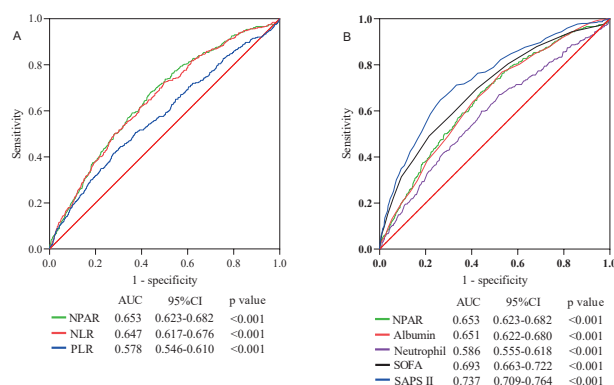 A
1.0
0.8
0.6
0.4
0.2
0.0
Sensitivity
0.0 0.2 0.4 0.6 0.8 1.0
1 - specificity
AUC 95%CI p value
NPAR 0.653 0.623-0.682 <0.001
NLR 0.647 0.617-0.676 <0.001
PLR 0.578 0.546-0.610 <0.001
B
1.0
0.8
0.6
0.4
0.2
0.0
Sensitivity
0.0 0.2 0.4 0.6 0.8 1.0
1 - specificity
AUC 95%CI p value
NPAR 0.653 0.623-0.682 <0.001
Albumin 0.651 0.622-0.680 <0.001
Neutrophil 0.586 0.555-0.618 <0.001
SOFA 0.693 0.663-0.722 <0.001
SAPS II 0.737 0.709-0.764 <0.001